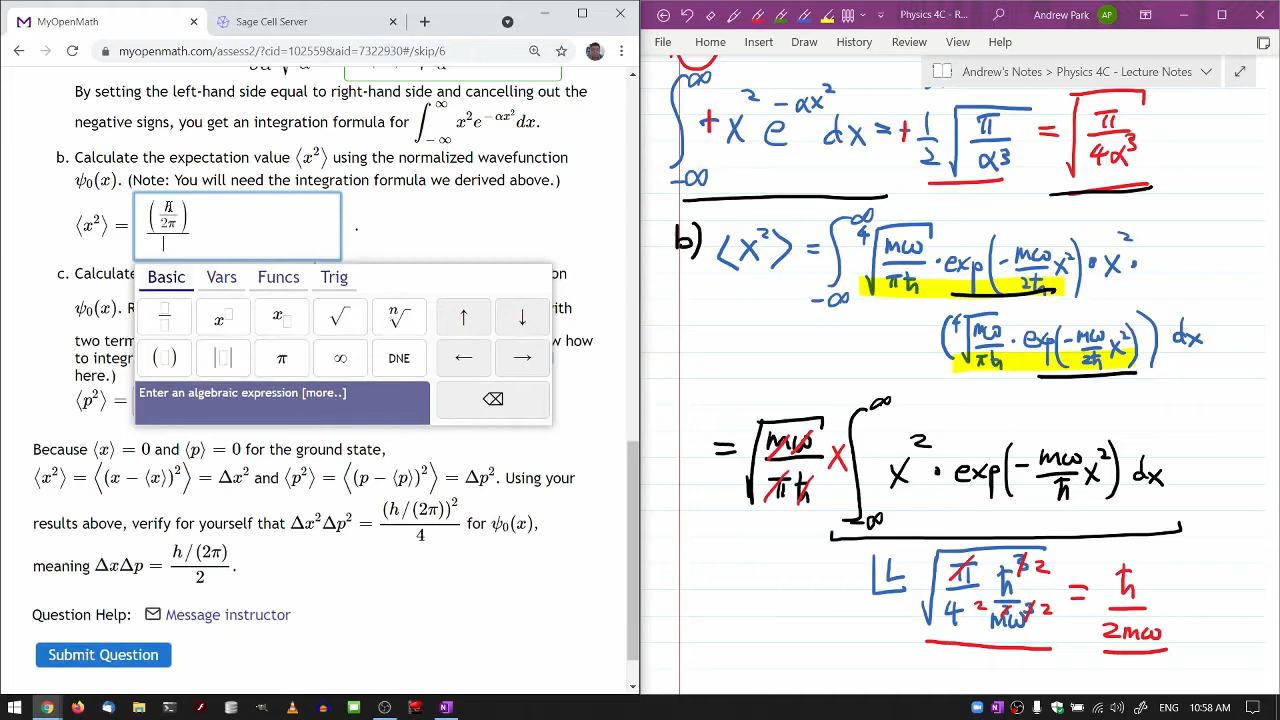 MyOpenMath
Sage Cell Server
myopenmath.com/assess2/?cid=102559&aid=7322930#/skip/6
By setting the left-hand side equal to right-hand side and cancelling out the
negative signs, you get an integration formula for ∫_{-∞}^{∞} x²e^{-αx²}dx.
b. Calculate the expectation value ⟨x²⟩ using the normalized wavefunction
ψ₀(x). (Note: You will need the integration formula we derived above.)
⟨x²⟩ = (h/2π) .
c. Calculate
ion
ψ₀(x). R
with
two term
w how
to integr
here.)
⟨p²⟩ =
Basic Vars Funcs Trig
√ ⁿ√ ↑ ↓
π ∞ DNE ← →
Enter an algebraic expression [more..]
Because ⟨x⟩ = 0 and ⟨p⟩ = 0 for the ground state,
⟨x²⟩ = ⟨(x − ⟨x⟩)²⟩ = Δx² and ⟨p²⟩ = ⟨(p − ⟨p⟩)²⟩ = Δp². Using your
results above, verify for yourself that Δx²Δp² = (h/(2π))²/4 for ψ₀(x),
meaning ΔxΔp = h/(2π)/2.
Question Help: Message instructor
Submit Question
Physics 4C - R...
Andrew Park AP
File Home Insert Draw History Review View Help
Andrew's Notes » Physics 4C - Lecture Notes
∫_{-∞}^{∞} + x² e^{-αx²} dx = + 1/2 √(π/α³) = √(π/4α³)
b) ⟨x²⟩ = ∫_{-∞}^{∞} ⁴√(mω/πħ) · exp(−mω/2ħ x²) · x² ·
(⁴√(mω/πħ) · exp(−mω/2ħ x²)) dx
= √(mω/πħ) × ∫_{-∞}^{∞} x² · exp(−mω/ħ x²) dx
√(π/4 ħ³/mω³) = ħ/2mω
10:58 AM